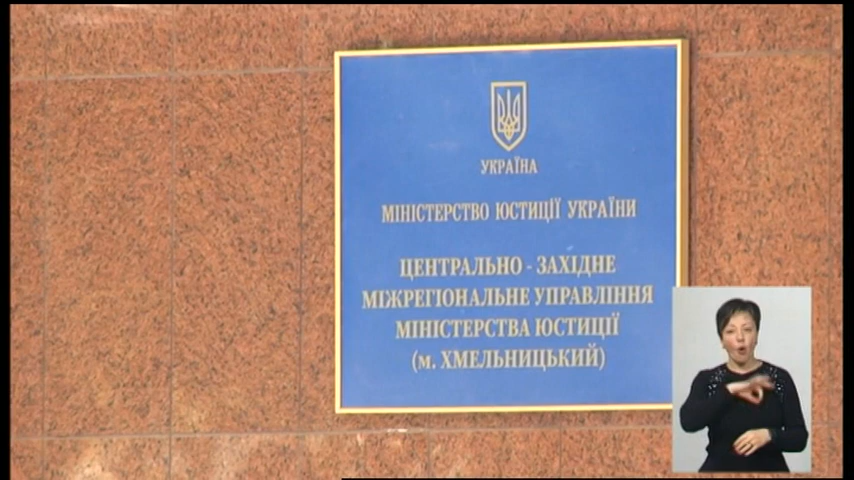 УКРАЇНА
МІНІСТЕРСТВО ЮСТИЦІЇ УКРАЇНИ
ЦЕНТРАЛЬНО - ЗАХІДНЕ
МІЖРЕГІОНАЛЬНЕ УПРАВЛІННЯ
МІНІСТЕРСТВА ЮСТИЦІЇ
(м. ХМЕЛЬНИЦЬКИЙ)